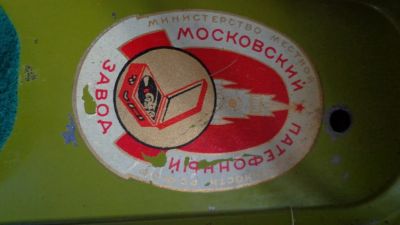 МИНИСТЕРСТВО МЕСТНОЙ
МОСКОВСКИЙ
ПАТЕФОННЫЙ
ЗАВОД